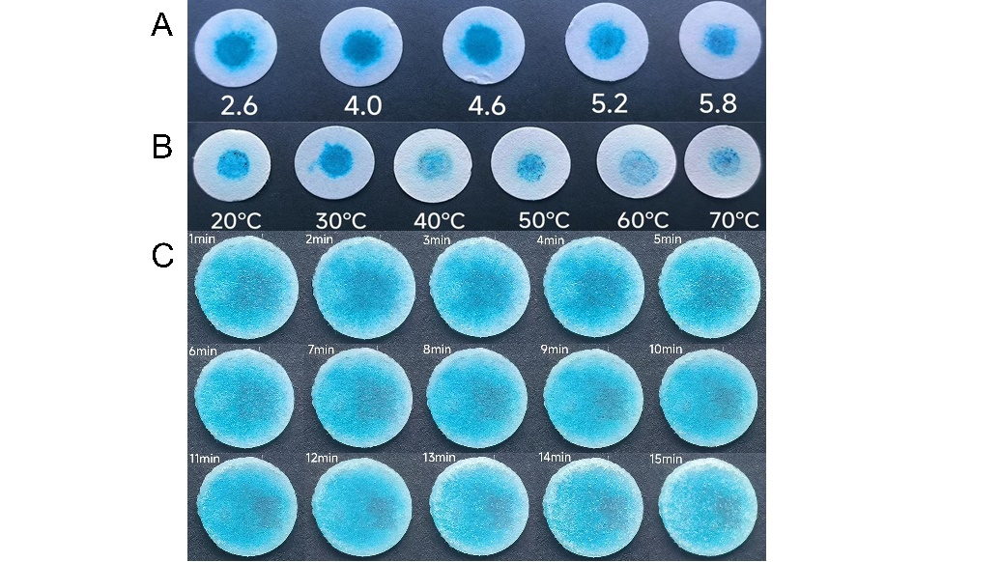 A
2.6 4.0 4.6 5.2 5.8
B
20°C 30°C 40°C 50°C 60°C 70°C
C
1min 2min 3min 4min 5min
6min 7min 8min 9min 10min
11min 12min 13min 14min 15min